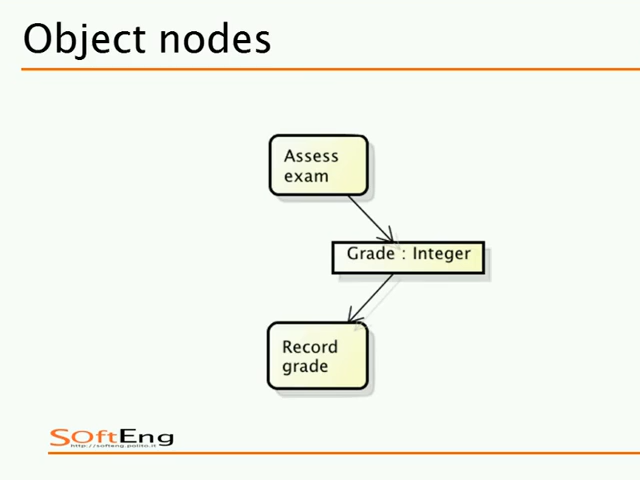 Object nodes
Assess
exam
Grade : Integer
Record
grade
SOftEng
http://softeng.polito.it